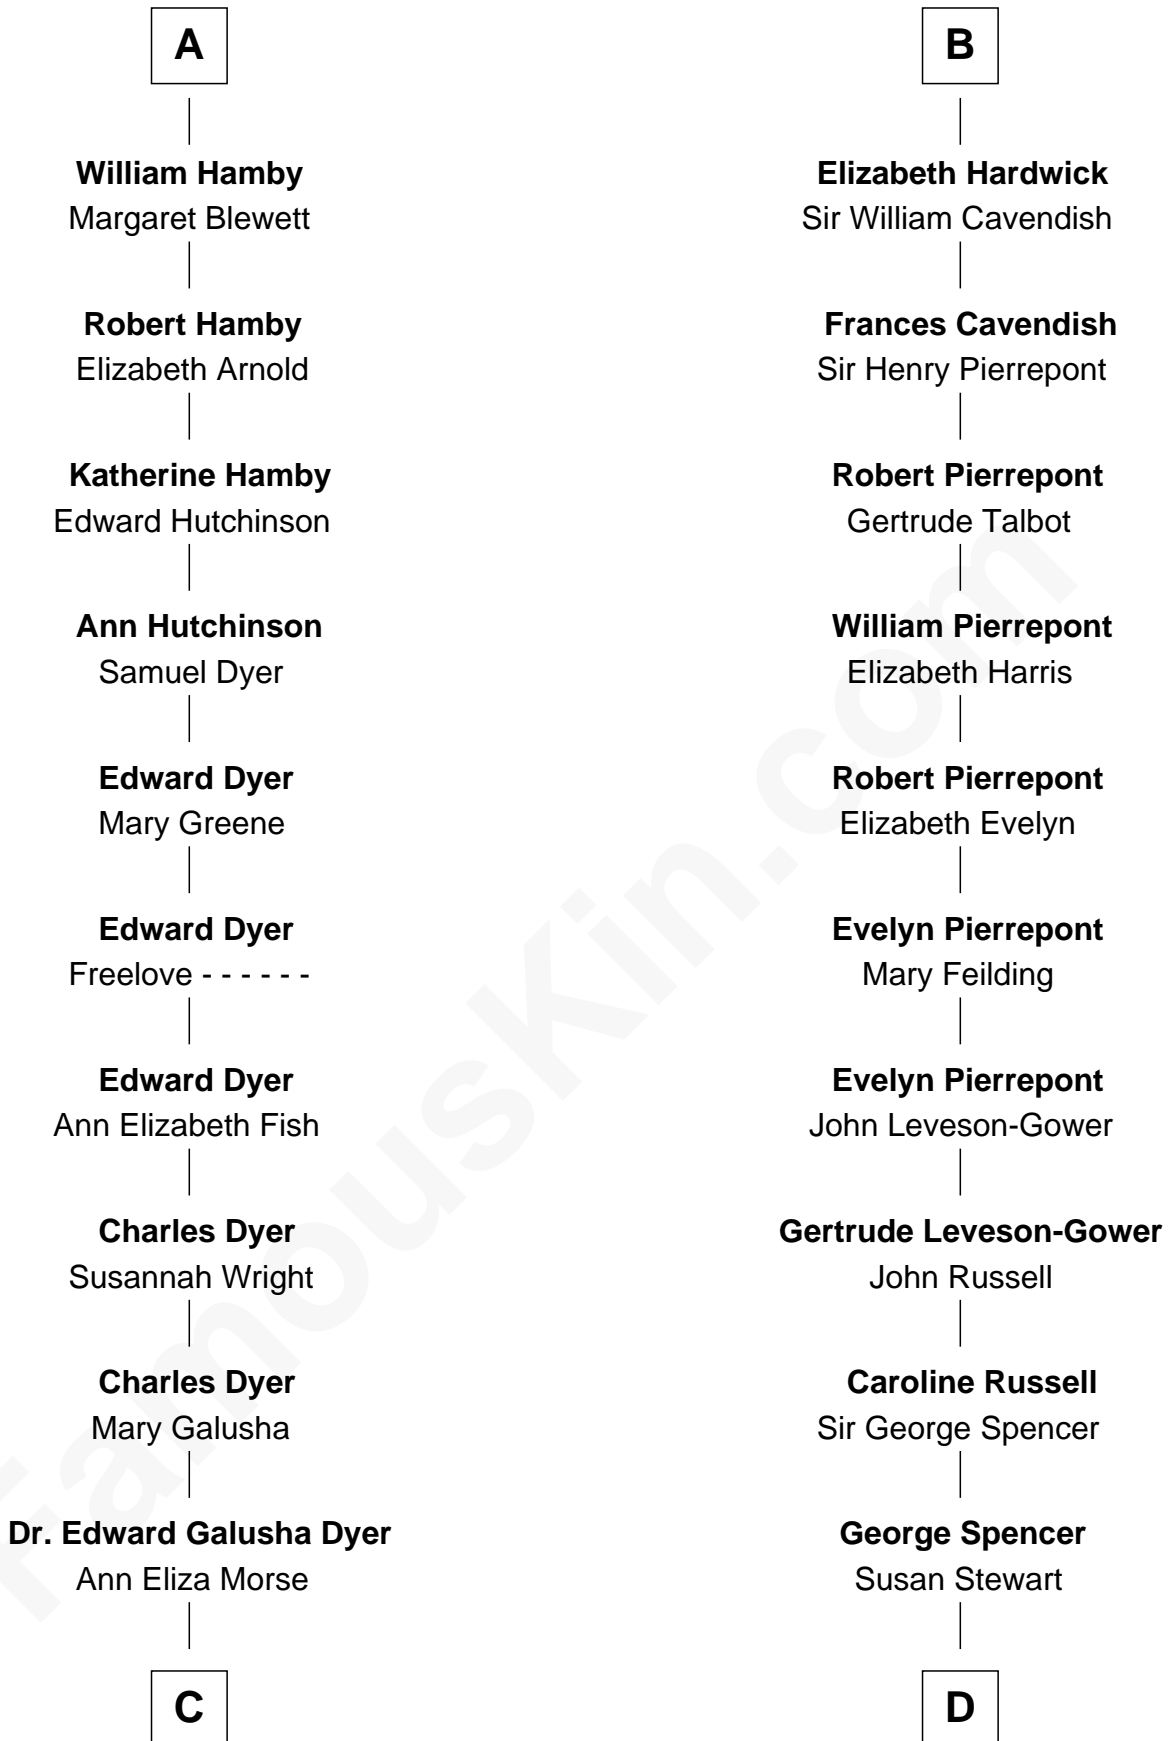 A
William Hamby
Margaret Blewett
Robert Hamby
Elizabeth Arnold
Katherine Hamby
Edward Hutchinson
Ann Hutchinson
Samuel Dyer
Edward Dyer
Mary Greene
Edward Dyer
Freelove - - - - - -
Edward Dyer
Ann Elizabeth Fish
Charles Dyer
Susannah Wright
Charles Dyer
Mary Galusha
Dr. Edward Galusha Dyer
Ann Eliza Morse
C
B
Elizabeth Hardwick
Sir William Cavendish
Frances Cavendish
Sir Henry Pierrepont
Robert Pierrepont
Gertrude Talbot
William Pierrepont
Elizabeth Harris
Robert Pierrepont
Elizabeth Evelyn
Evelyn Pierrepont
Mary Feilding
Evelyn Pierrepont
John Leveson-Gower
Gertrude Leveson-Gower
John Russell
Caroline Russell
Sir George Spencer
George Spencer
Susan Stewart
D
FamousKin.com